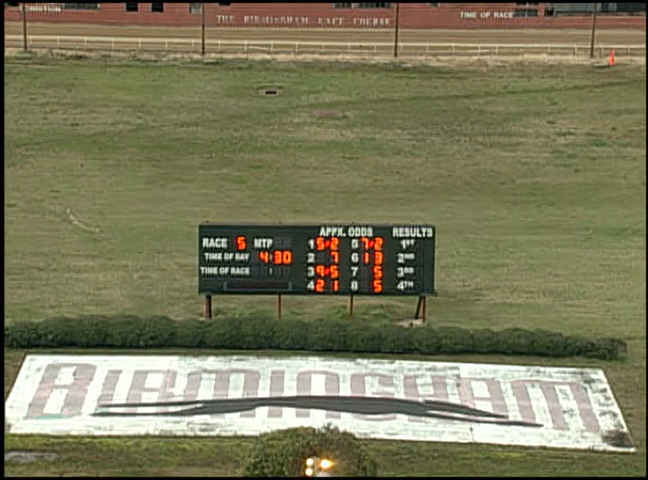 THE BIRMINGHAM RACE COURSE
TIME OF RACE
APPX. ODDS RESULTS
RACE 5 MTP 1 5/2 5 7/2 1ST
TIME OF DAY 4:30 2 7 6 13 2ND
TIME OF RACE : 3 9/5 7 5 3RD
4 21 8 5 4TH
BIRMINGHAM